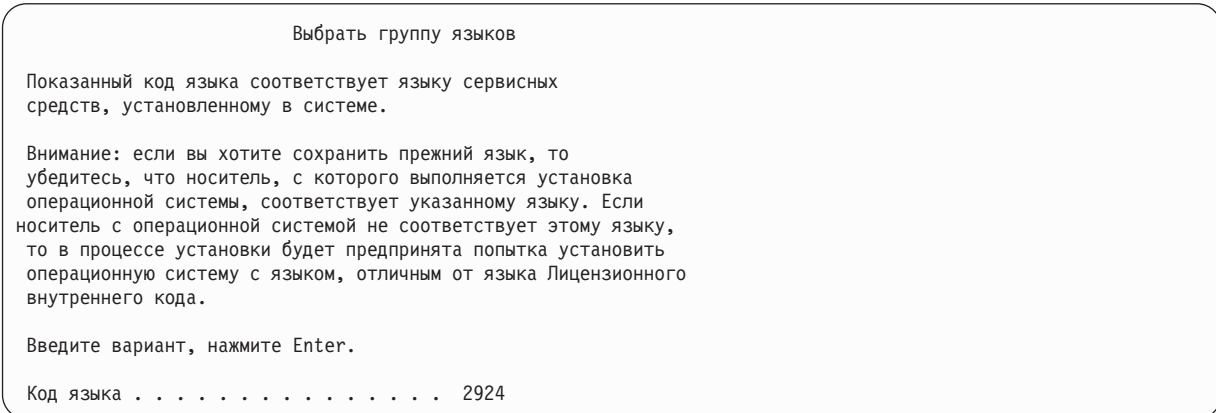 Выбрать группу языков
Показанный код языка соответствует языку сервисных
средств, установленному в системе.
Внимание: если вы хотите сохранить прежний язык, то
убедитесь, что носитель, с которого выполняется установка
операционной системы, соответствует указанному языку. Если
носитель с операционной системой не соответствует этому языку,
то в процессе установки будет предпринята попытка установить
операционную систему с языком, отличным от языка Лицензионного
внутреннего кода.
Введите вариант, нажмите Enter.
Код языка . . . . . . . . . . . . . . . 2924